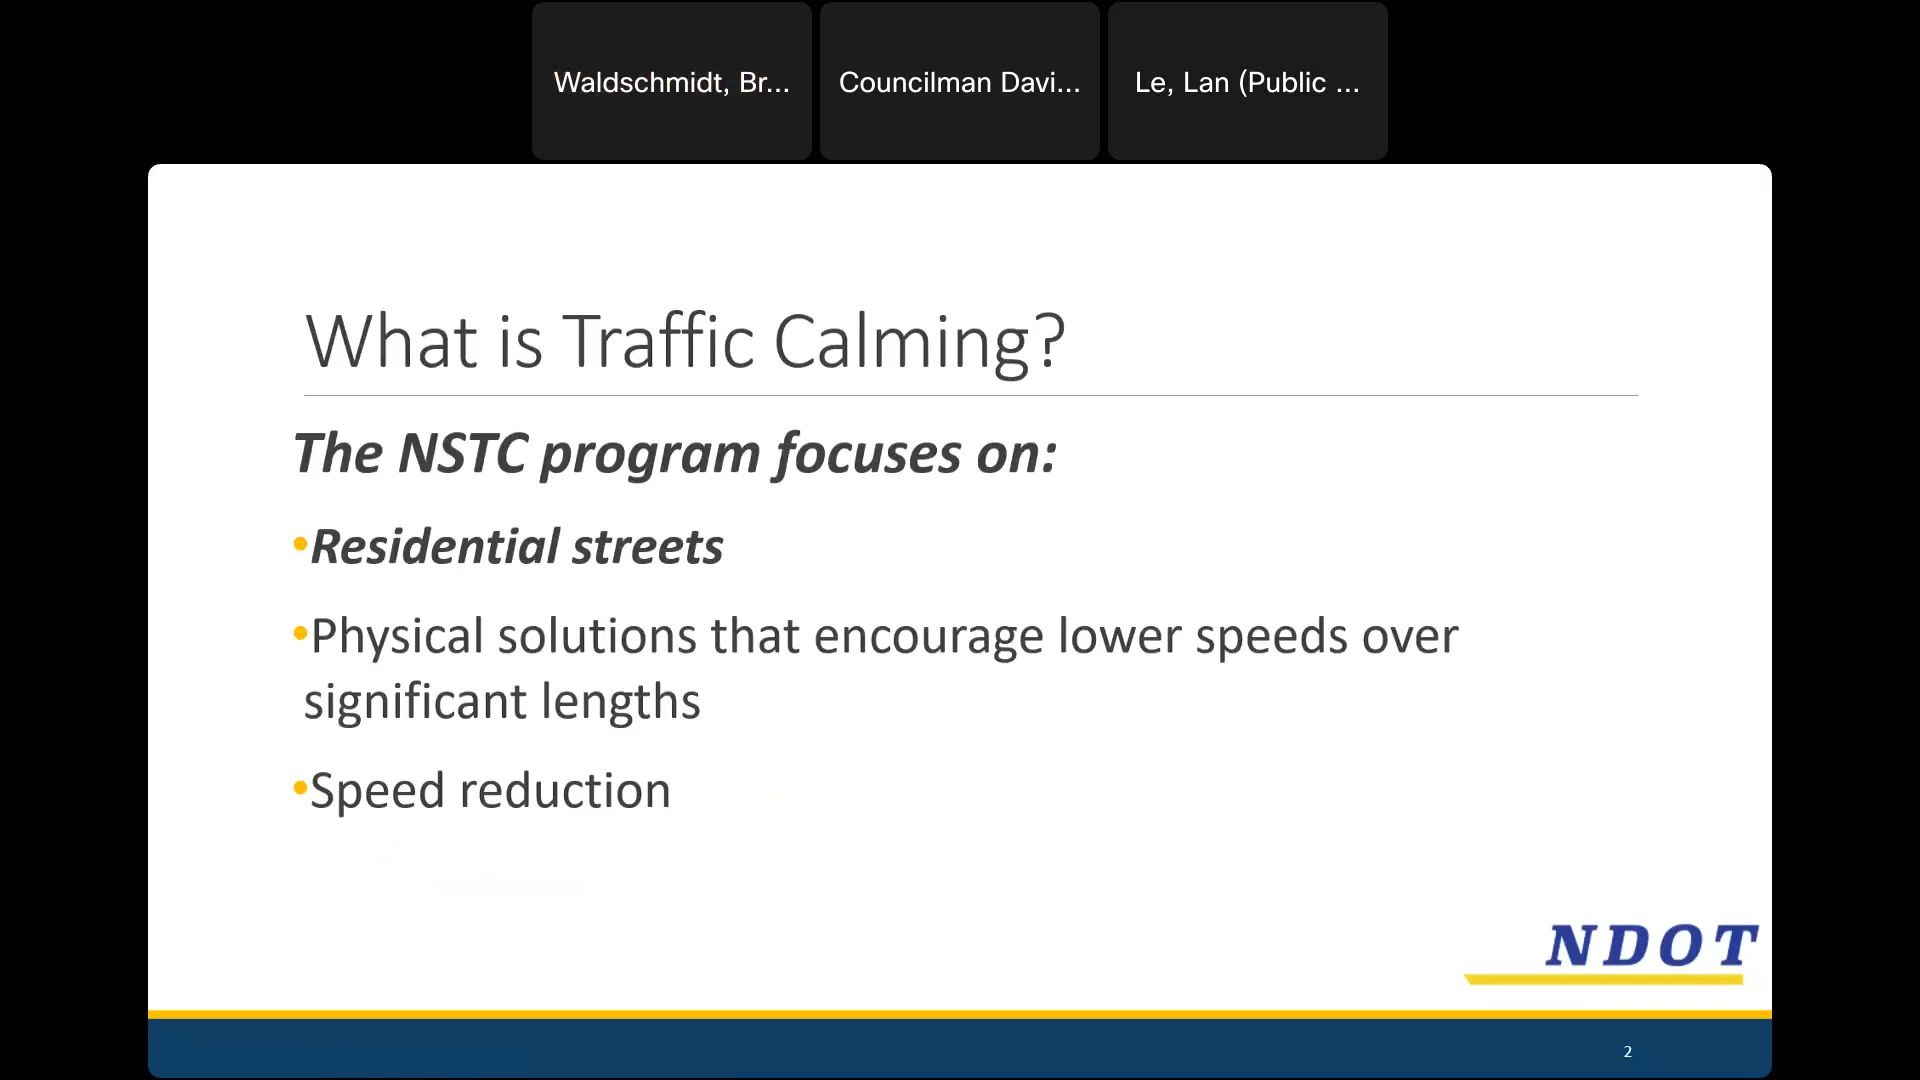 Waldschmidt, Br...
Councilman Davi...
Le, Lan (Public ...
What is Traffic Calming?
The NSTC program focuses on:
•Residential streets
•Physical solutions that encourage lower speeds over
significant lengths
•Speed reduction
NDOT
2